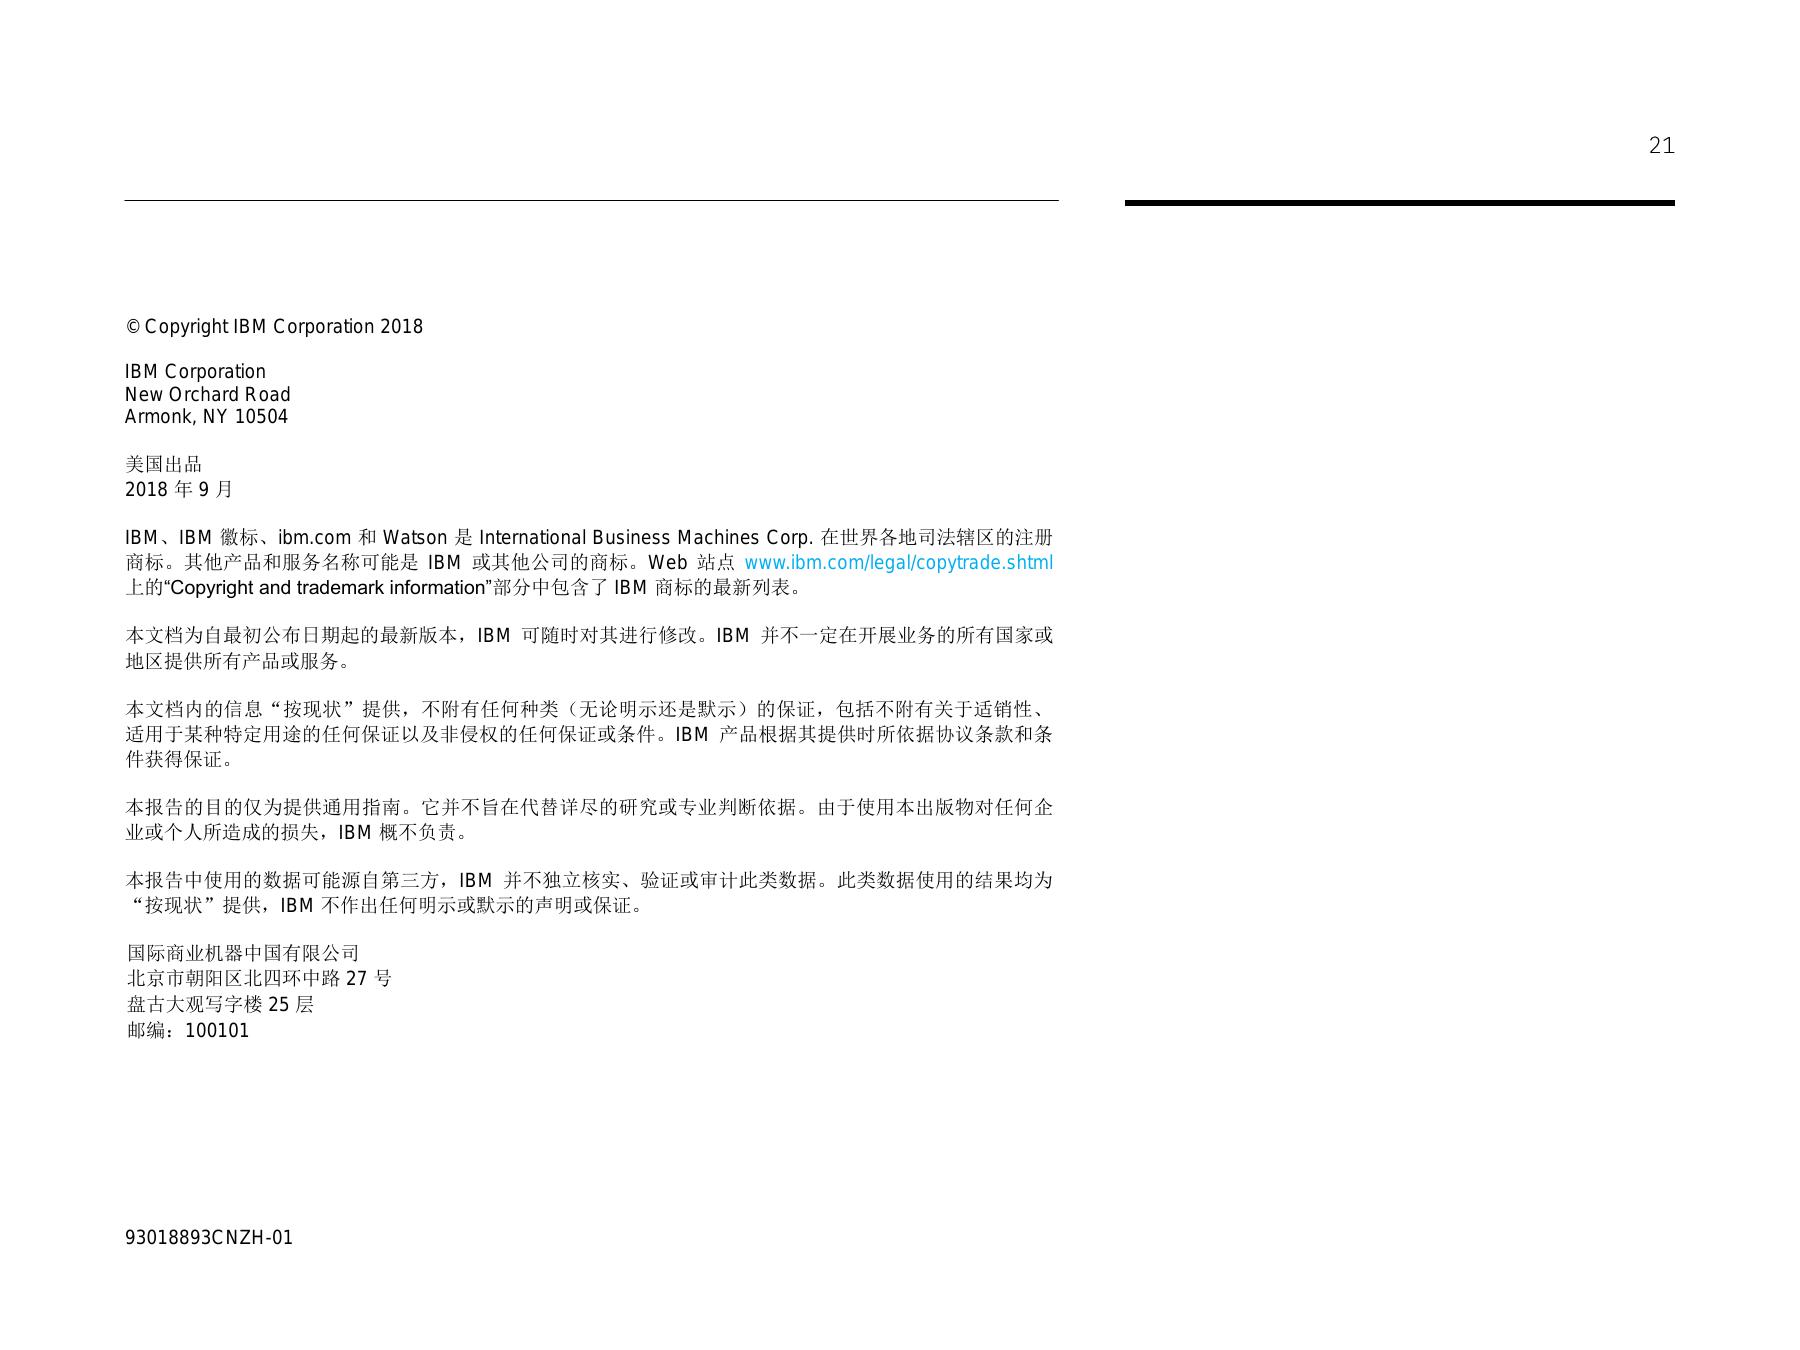 21
© Copyright IBM Corporation 2018
IBM Corporation
New Orchard Road
Armonk, NY 10504
美国出品
2018 年 9 月
IBM、IBM 徽标、ibm.com 和 Watson 是 International Business Machines Corp. 在世界各地司法辖区的注册
商标。其他产品和服务名称可能是 IBM 或其他公司的商标。Web 站点 www.ibm.com/legal/copytrade.shtml
上的“Copyright and trademark information”部分中包含了 IBM 商标的最新列表。
本文档为自最初公布日期起的最新版本，IBM 可随时对其进行修改。IBM 并不一定在开展业务的所有国家或
地区提供所有产品或服务。
本文档内的信息“按现状”提供，不附有任何种类（无论明示还是默示）的保证，包括不附有关于适销性、
适用于某种特定用途的任何保证以及非侵权的任何保证或条件。IBM 产品根据其提供时所依据协议条款和条
件获得保证。
本报告的目的仅为提供通用指南。它并不旨在代替详尽的研究或专业判断依据。由于使用本出版物对任何企
业或个人所造成的损失，IBM 概不负责。
本报告中使用的数据可能源自第三方，IBM 并不独立核实、验证或审计此类数据。此类数据使用的结果均为
“按现状”提供，IBM 不作出任何明示或默示的声明或保证。
国际商业机器中国有限公司
北京市朝阳区北四环中路 27 号
盘古大观写字楼 25 层
邮编：100101
93018893CNZH-01